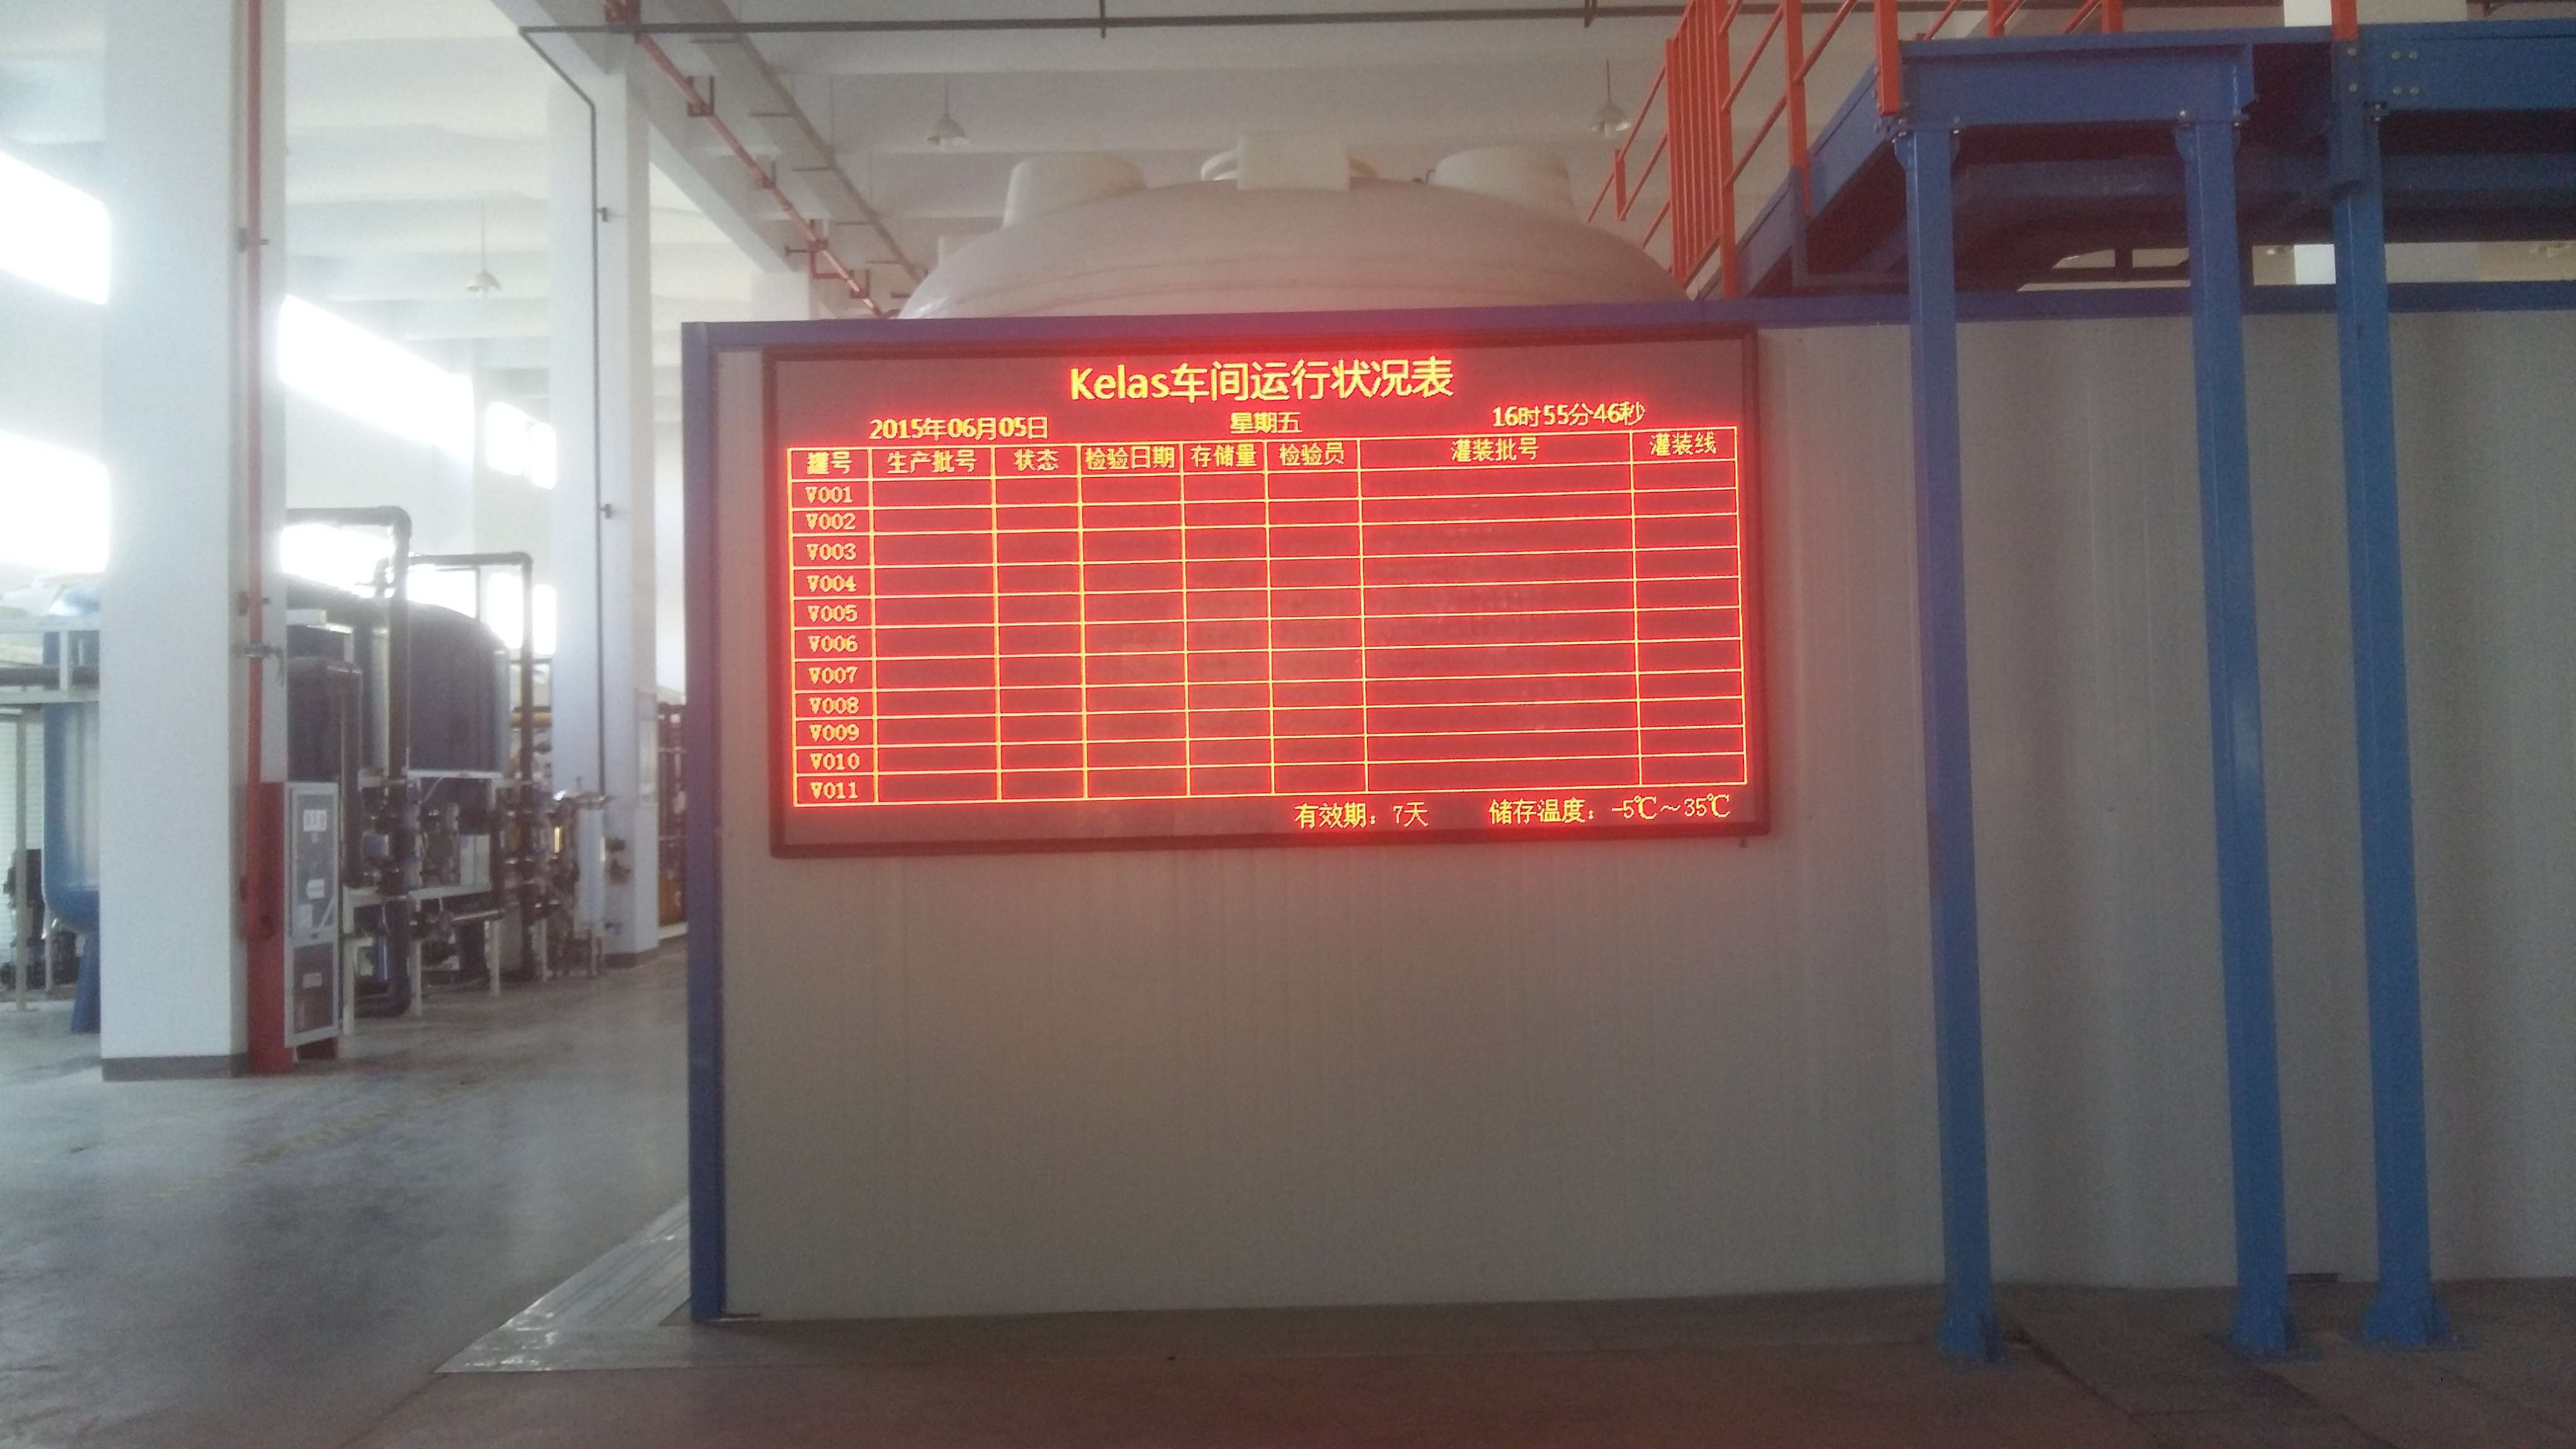 Kelas车间运行状况表
2015年06月05日 星期五 16时55分46秒
罐号 生产批号 状态 检验日期 存储量 检验员 灌装批号 灌装线
V001
V002
V003
V004
V005
V006
V007
V008
V009
V010
V011
有效期：7天 储存温度：-5℃～35℃